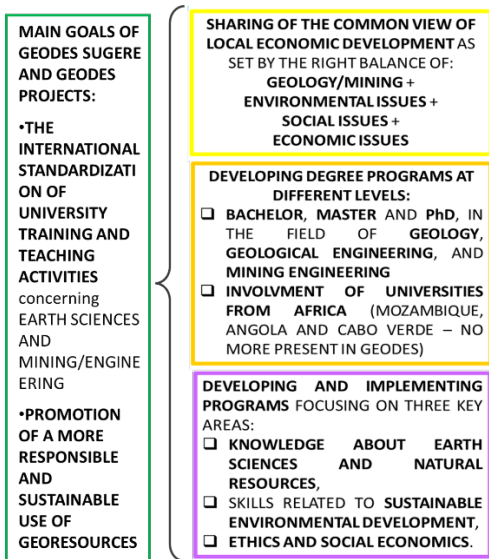 MAIN GOALS OF
GEODES SUGERE
AND GEODES
PROJECTS:
•THE
INTERNATIONAL
STANDARDIZATI
ON OF
UNIVERSITY
TRAINING AND
TEACHING
ACTIVITIES
concerning
EARTH SCIENCES
AND
MINING/ENGINE
ERING
•PROMOTION
OF A MORE
RESPONSIBLE
AND
SUSTAINABLE
USE OF
GEORESOURCES
SHARING OF THE COMMON VIEW OF
LOCAL ECONOMIC DEVELOPMENT AS
SET BY THE RIGHT BALANCE OF:
GEOLOGY/MINING +
ENVIRONMENTAL ISSUES +
SOCIAL ISSUES +
ECONOMIC ISSUES
DEVELOPING DEGREE PROGRAMS AT
DIFFERENT LEVELS:
❑ BACHELOR, MASTER AND PhD, IN
THE FIELD OF GEOLOGY,
GEOLOGICAL ENGINEERING, AND
MINING ENGINEERING
❑ INVOLVMENT OF UNIVERSITIES
FROM AFRICA (MOZAMBIQUE,
ANGOLA AND CABO VERDE – NO
MORE PRESENT IN GEODES)
DEVELOPING AND IMPLEMENTING
PROGRAMS FOCUSING ON THREE KEY
AREAS:
❑ KNOWLEDGE ABOUT EARTH
SCIENCES AND NATURAL
RESOURCES,
❑ SKILLS RELATED TO SUSTAINABLE
ENVIRONMENTAL DEVELOPMENT,
❑ ETHICS AND SOCIAL ECONOMICS.